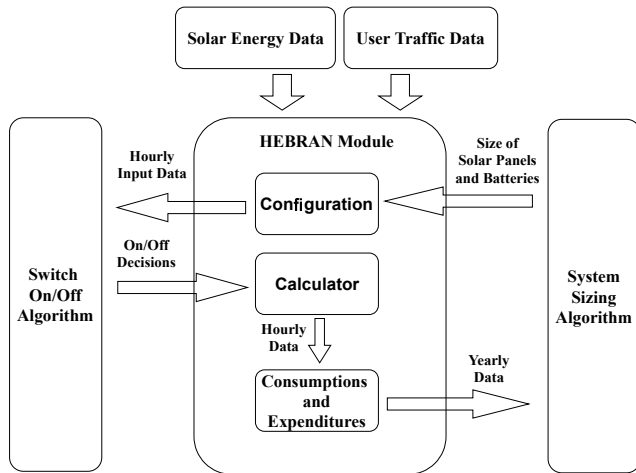 Solar Energy Data
User Traffic Data
HEBRAN Module
Hourly
Input Data
Configuration
Size of
Solar Panels
and Batteries
On/Off
Decisions
Switch
On/Off
Algorithm
Calculator
System
Sizing
Algorithm
Hourly
Data
Consumptions
and
Expenditures
Yearly
Data